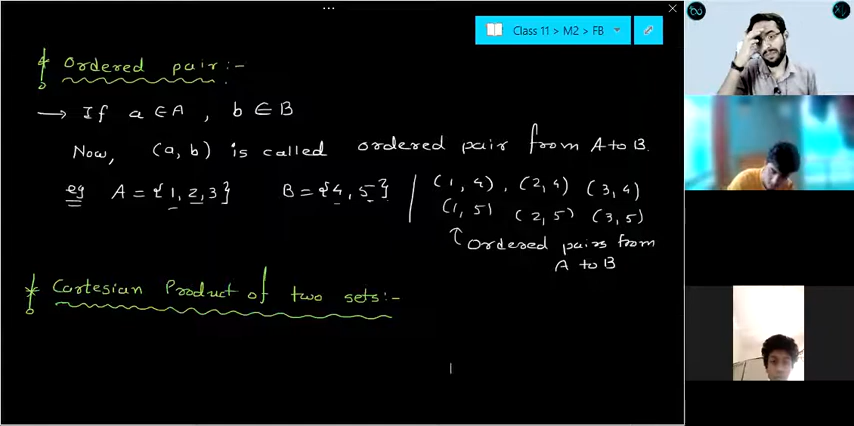 Class 11 > M2 > FB
Ordered pair :-
→ If a ∈ A , b ∈ B
Now, (a, b) is called ordered pair from A to B.
eg A = {1, 2, 3} B = {4, 5} | (1, 4) , (2, 4) (3, 4)
(1, 5) (2, 5) (3, 5)
↑ Ordered pairs from
A to B
Cartesian Product of two sets :-